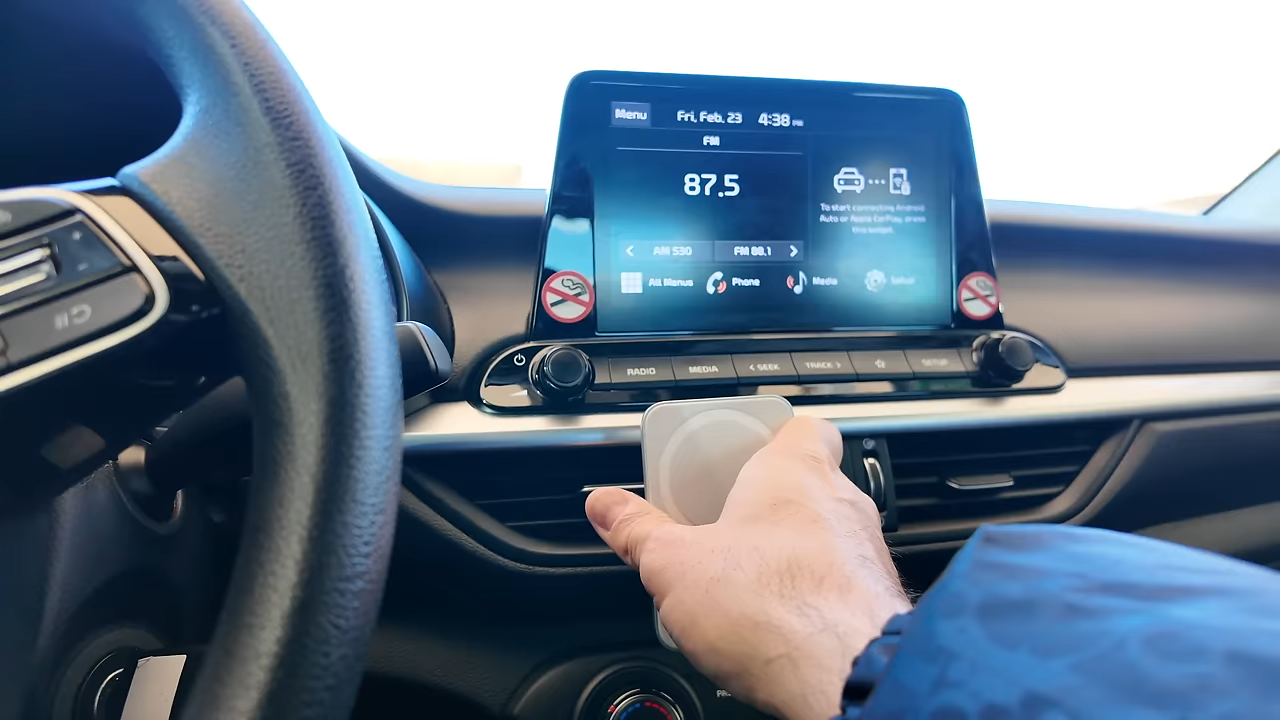 Menu Fri, Feb. 23 4:38 PM
FM
87.5
To start connecting Android
Auto or Apple CarPlay, press
this widget.
AM 530 FM 88.1
All Menus Phone Media Setup
RADIO MEDIA < SEEK TRACK > SETUP